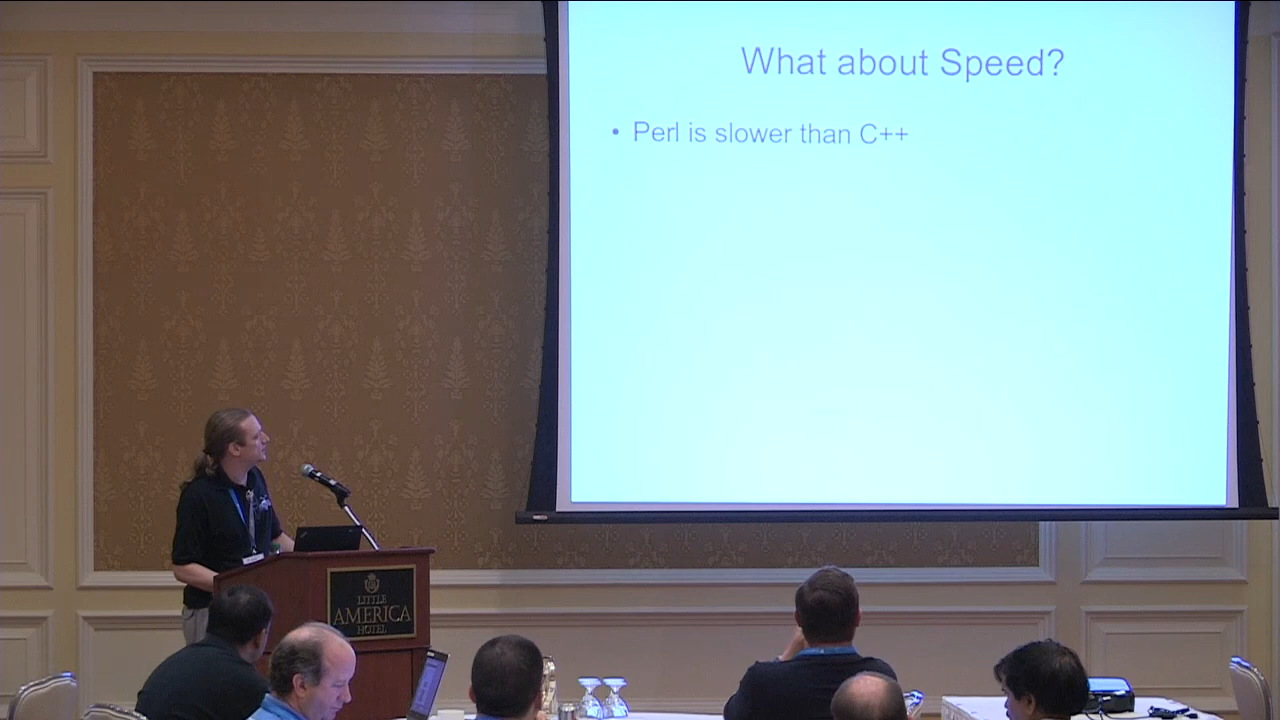 What about Speed?
• Perl is slower than C++
LITTLE
AMERICA
HOTEL